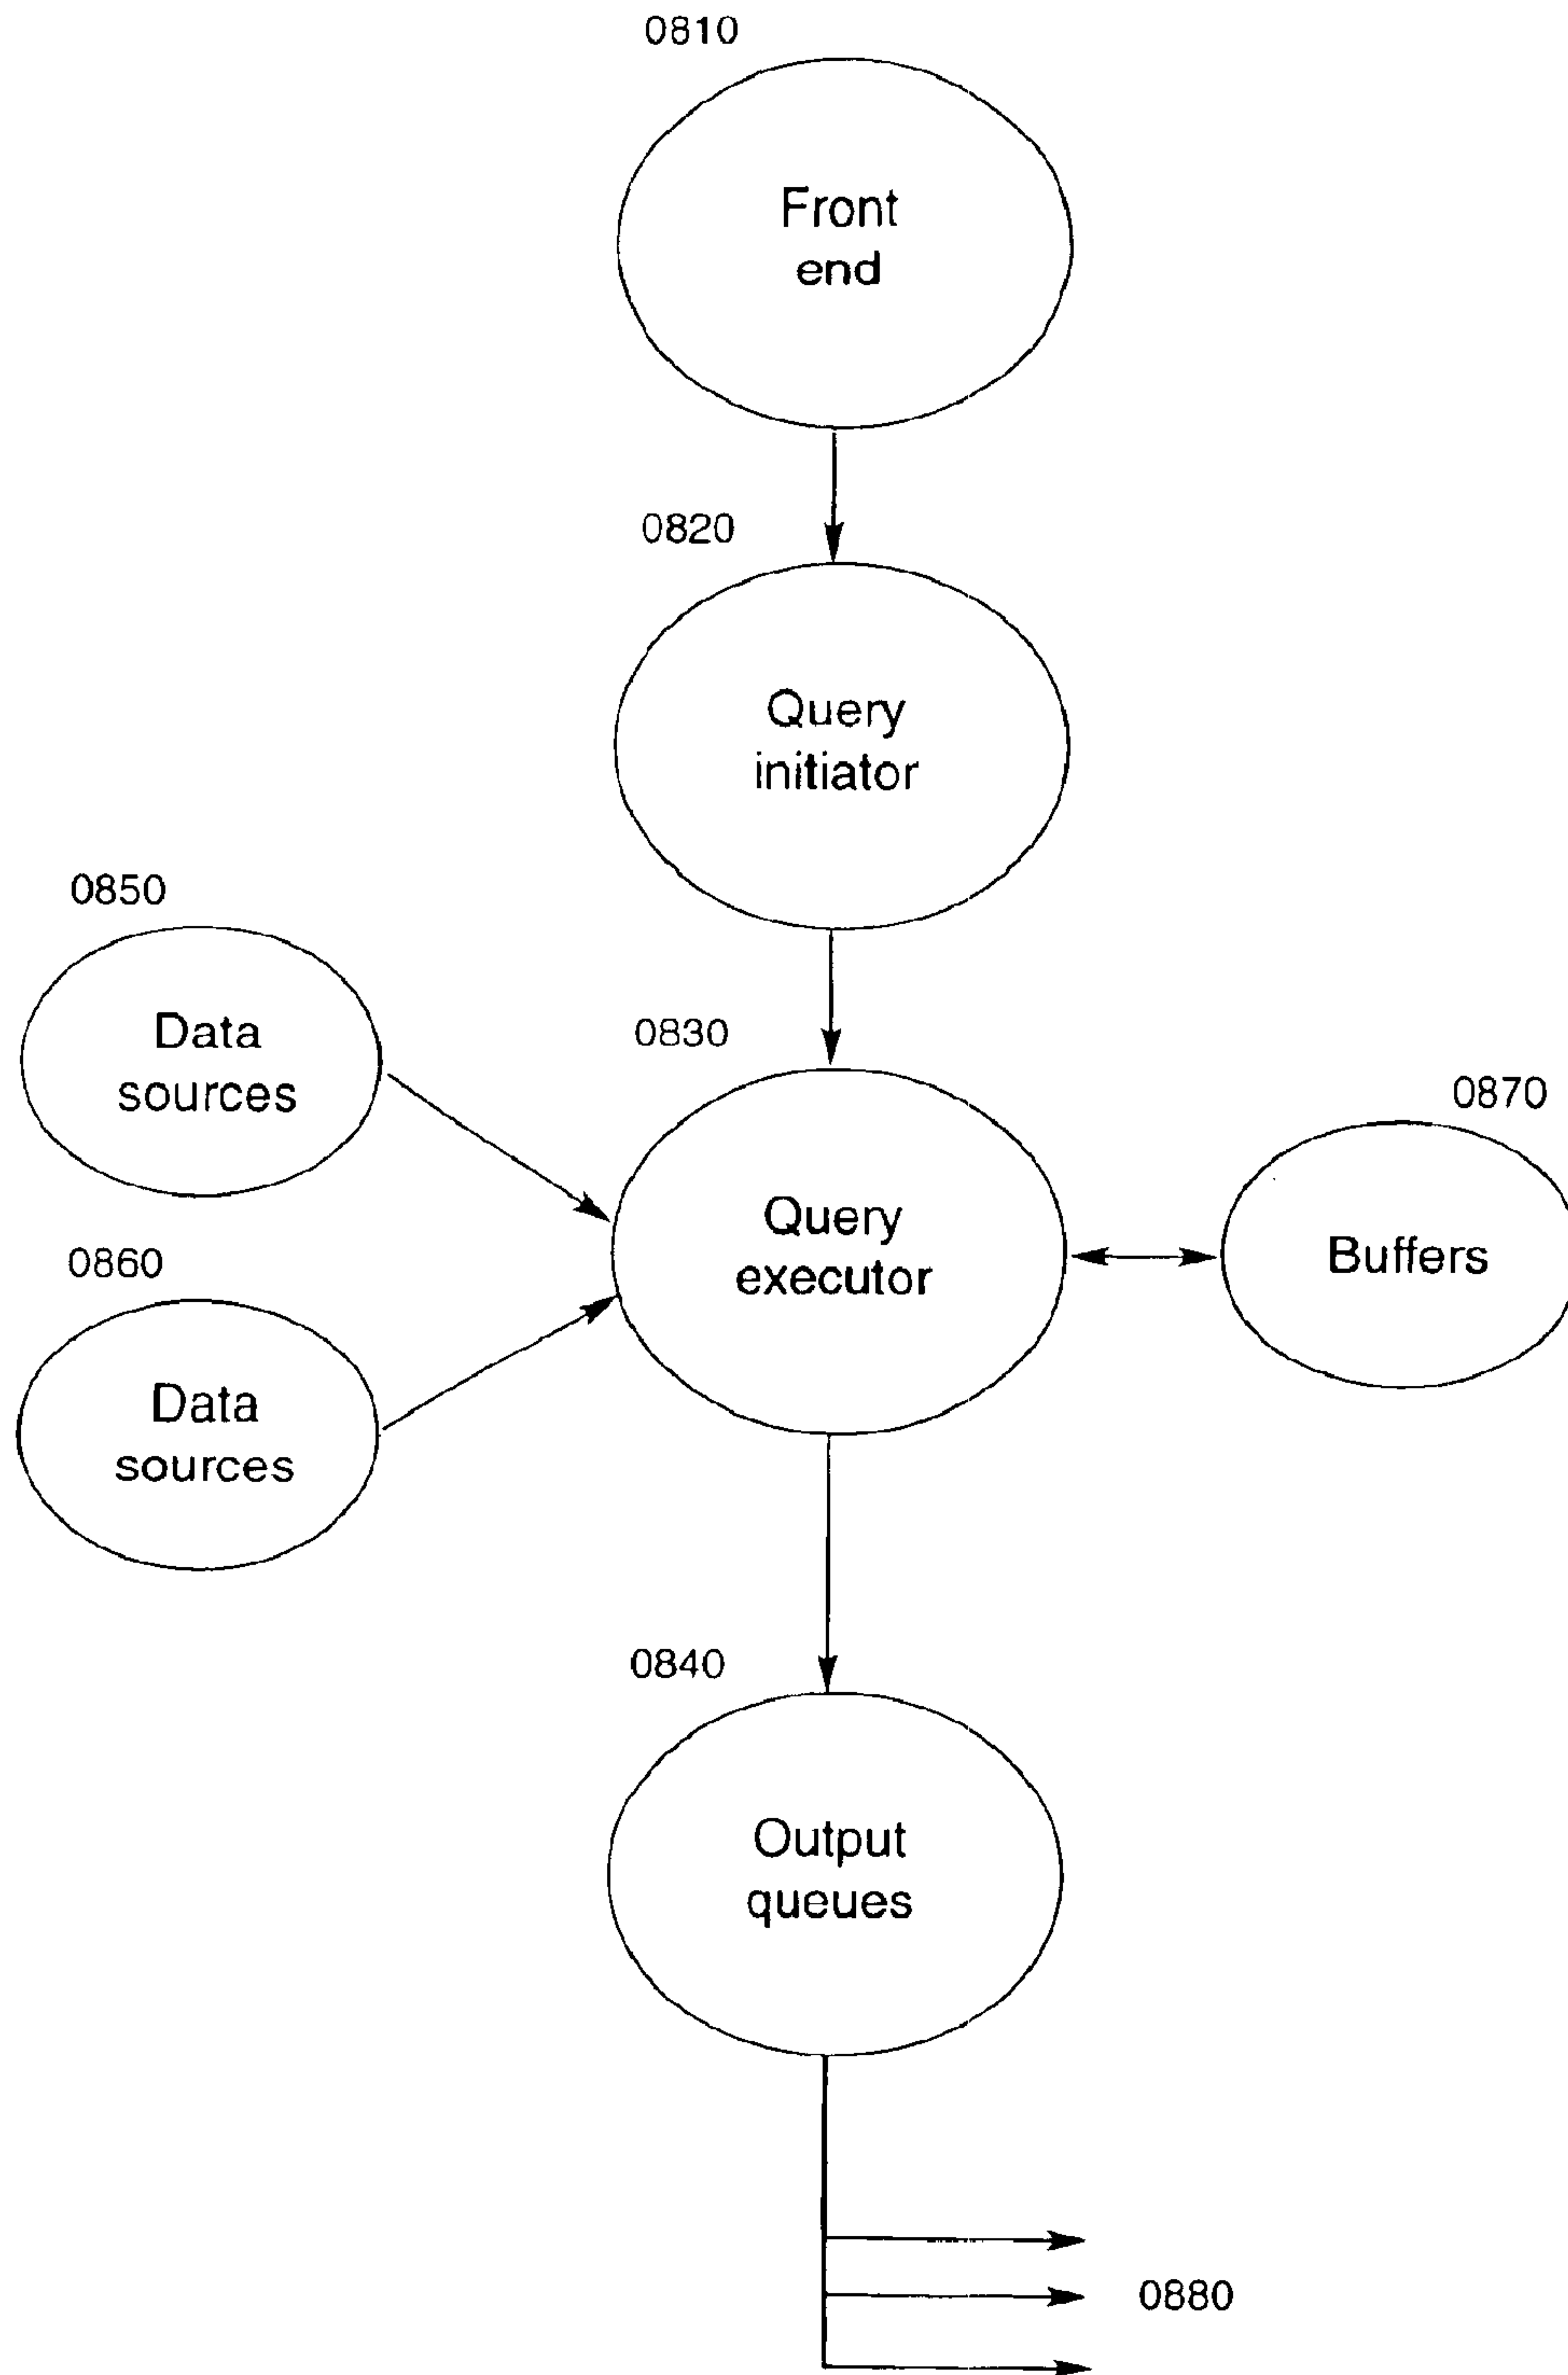 0810
Front
end
0820
Query
initiator
0850
Data
sources
0830
Query
executor
0870
Buffers
0860
Data
sources
0840
Output
queues
0880